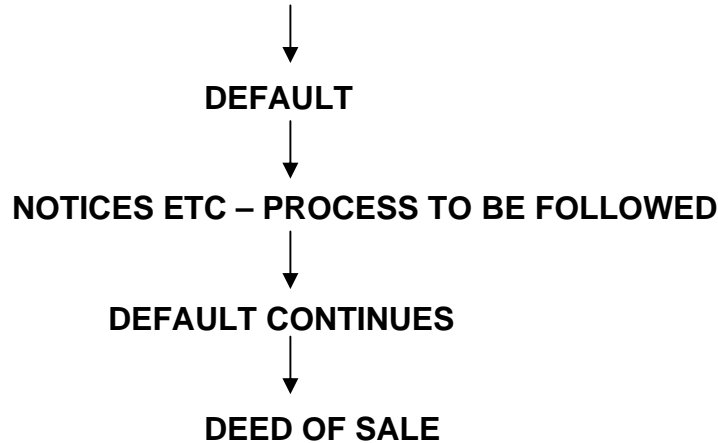 DEFAULT
NOTICES ETC – PROCESS TO BE FOLLOWED
DEFAULT CONTINUES
DEED OF SALE